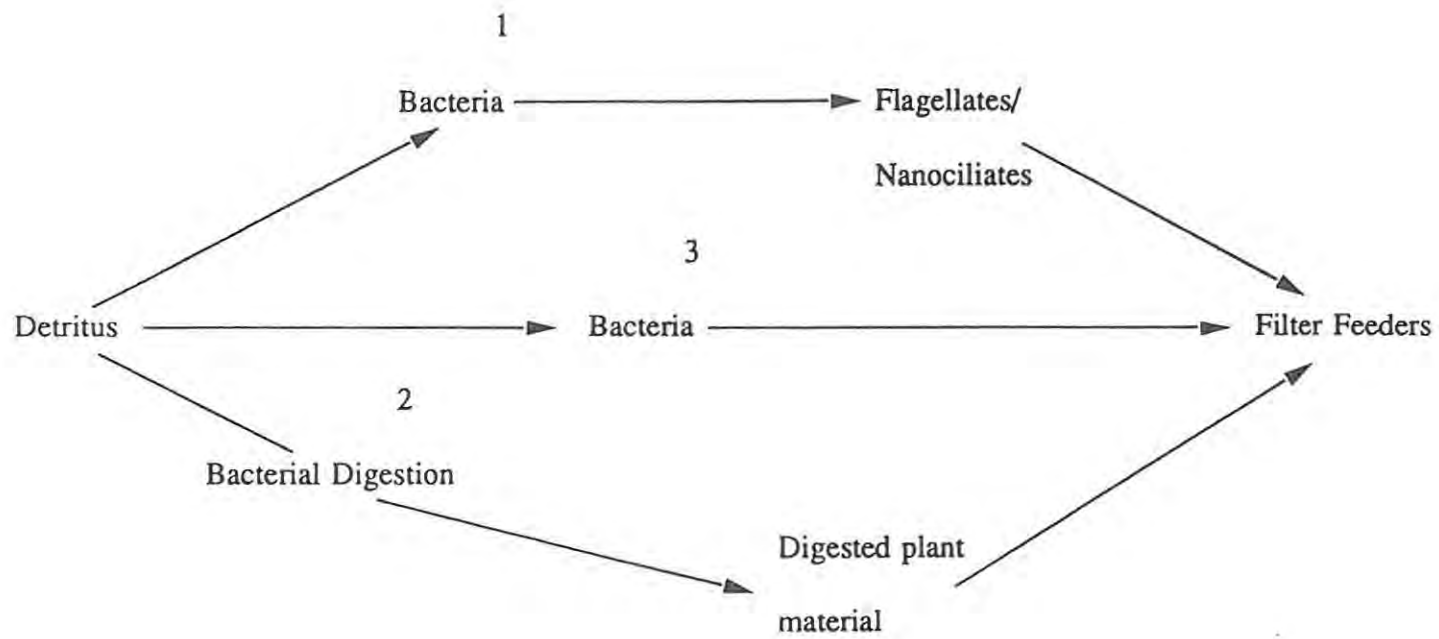 1
Bacteria
Flagellates/
Nanociliates
3
Detritus
Bacteria
Filter Feeders
2
Bacterial Digestion
Digested plant
material